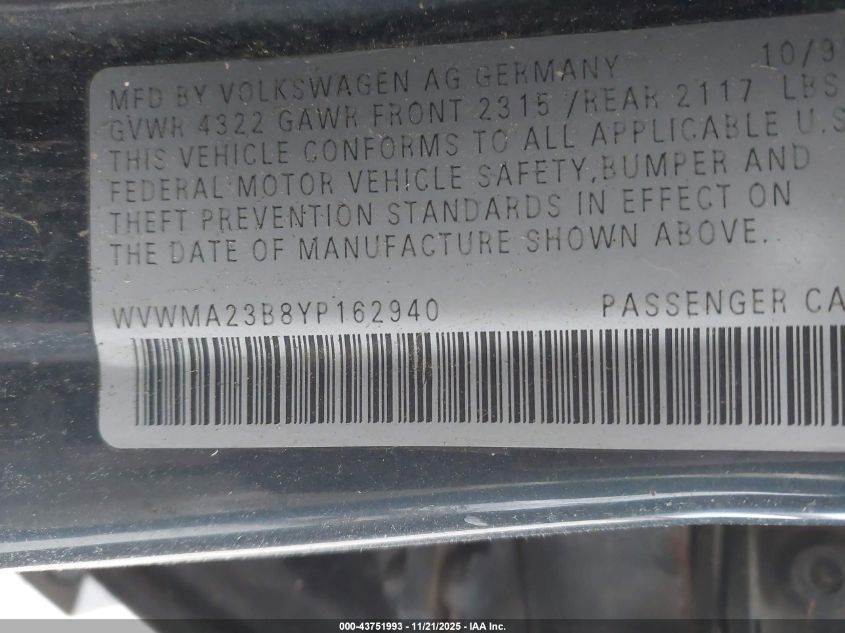 10/9
MFD BY VOLKSWAGEN AG GERMANY
GVWR 4322 GAWR FRONT 2315 /REAR 2117 LBS
THIS VEHICLE CONFORMS TO ALL APPLICABLE U.S
FEDERAL MOTOR VEHICLE SAFETY,BUMPER AND
THEFT PREVENTION STANDARDS IN EFFECT ON
THE DATE OF MANUFACTURE SHOWN ABOVE.
WVWMA23B8YP162940 PASSENGER CA
000-43751993 - 11/21/2025 - IAA Inc.